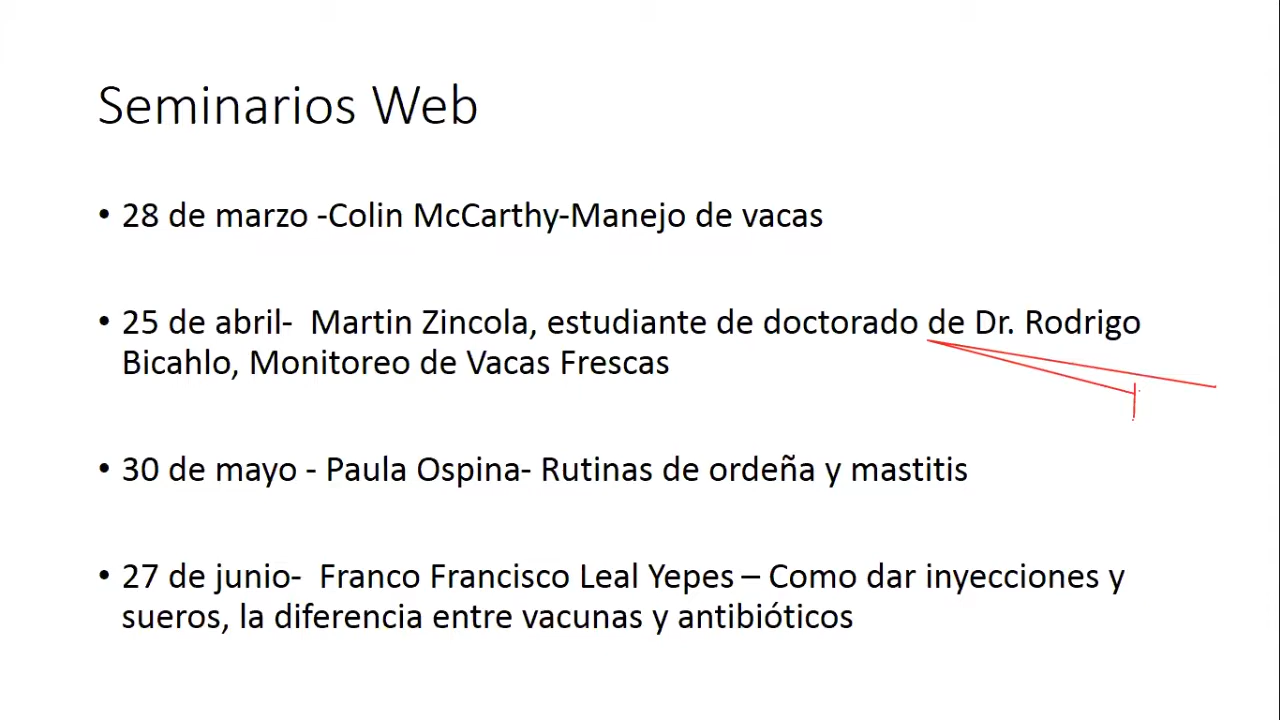 Seminarios Web
• 28 de marzo -Colin McCarthy-Manejo de vacas
• 25 de abril-  Martin Zincola, estudiante de doctorado de Dr. Rodrigo
Bicahlo, Monitoreo de Vacas Frescas
• 30 de mayo - Paula Ospina- Rutinas de ordeña y mastitis
• 27 de junio-  Franco Francisco Leal Yepes – Como dar inyecciones y
sueros, la diferencia entre vacunas y antibióticos